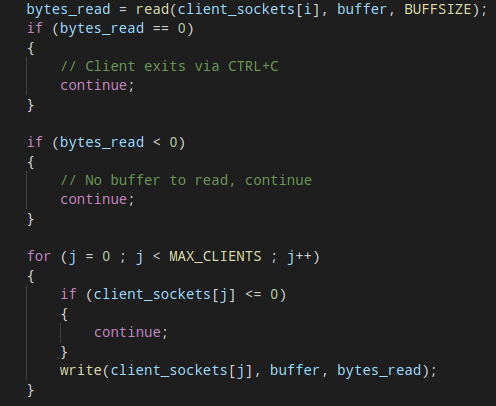 bytes_read = read(client_sockets[i], buffer, BUFFSIZE);
if (bytes_read == 0)
{
    // Client exits via CTRL+C
    continue;
}

if (bytes_read < 0)
{
    // No buffer to read, continue
    continue;
}

for (j = 0 ; j < MAX_CLIENTS ; j++)
{
    if (client_sockets[j] <= 0)
    {
        continue;
    }
    write(client_sockets[j], buffer, bytes_read);
}